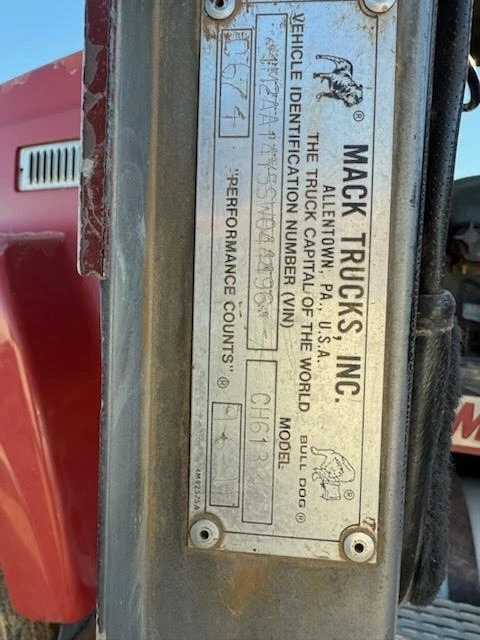 MACK TRUCKS, INC.
ALLENTOWN, PA., U.S.A.
THE TRUCK CAPITAL OF THE WORLD
BULL DOG ®
VEHICLE IDENTIFICATION NUMBER (VIN)
MODEL
CH613
C674
"PERFORMANCE COUNTS" ®
M